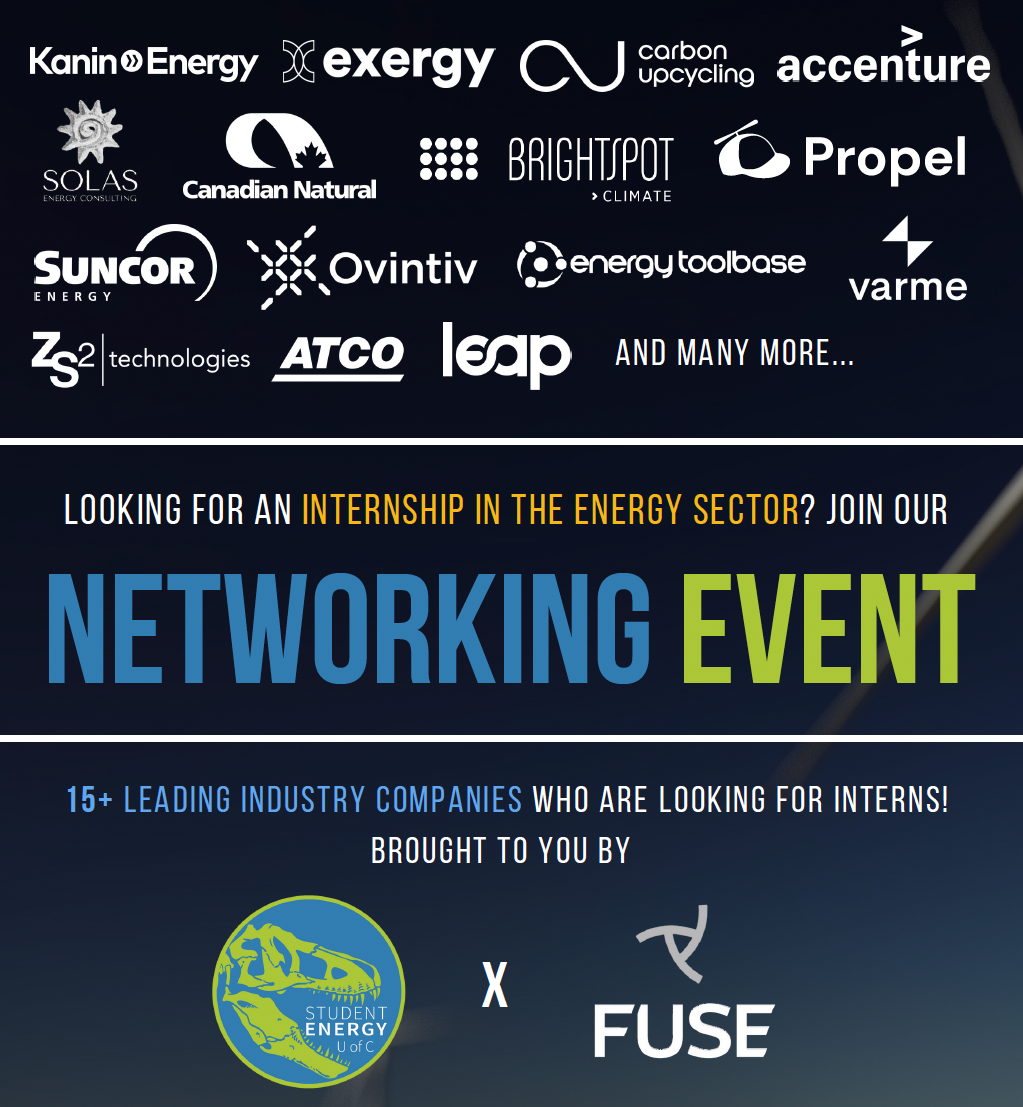 Kanin Energy
exergy
carbon
upcycling
accenture
SOLAS
ENERGY CONSULTING
Canadian Natural
BRIGHTSPOT
CLIMATE
Propel
SUNCOR
ENERGY
Ovintiv
energy toolbase
varme
ZS2 technologies
ATCO
leap
AND MANY MORE...
LOOKING FOR AN INTERNSHIP IN THE ENERGY SECTOR? JOIN OUR
NETWORKING EVENT
15+ LEADING INDUSTRY COMPANIES WHO ARE LOOKING FOR INTERNS!
BROUGHT TO YOU BY
STUDENT
ENERGY
U of C
X
FUSE